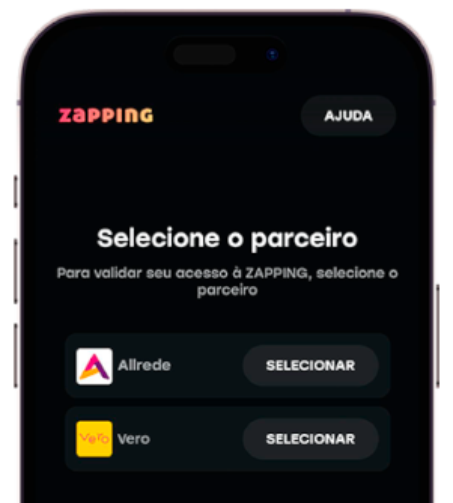 zapping
AJUDA
Selecione o parceiro
Para validar seu acesso à ZAPPING, selecione o
parceiro
Allrede
SELECIONAR
Vero
Vero
SELECIONAR